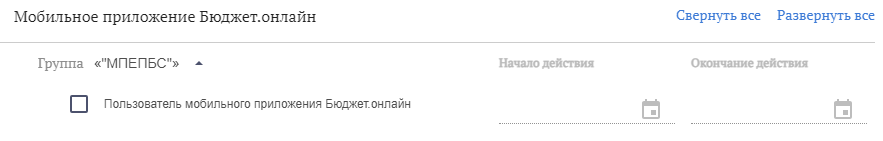 Мобильное приложение Бюджет.онлайн
Свернуть все Развернуть все
Группа «"МПЕПБС"» Начало действия Окончание действия
Пользователь мобильного приложения Бюджет.онлайн